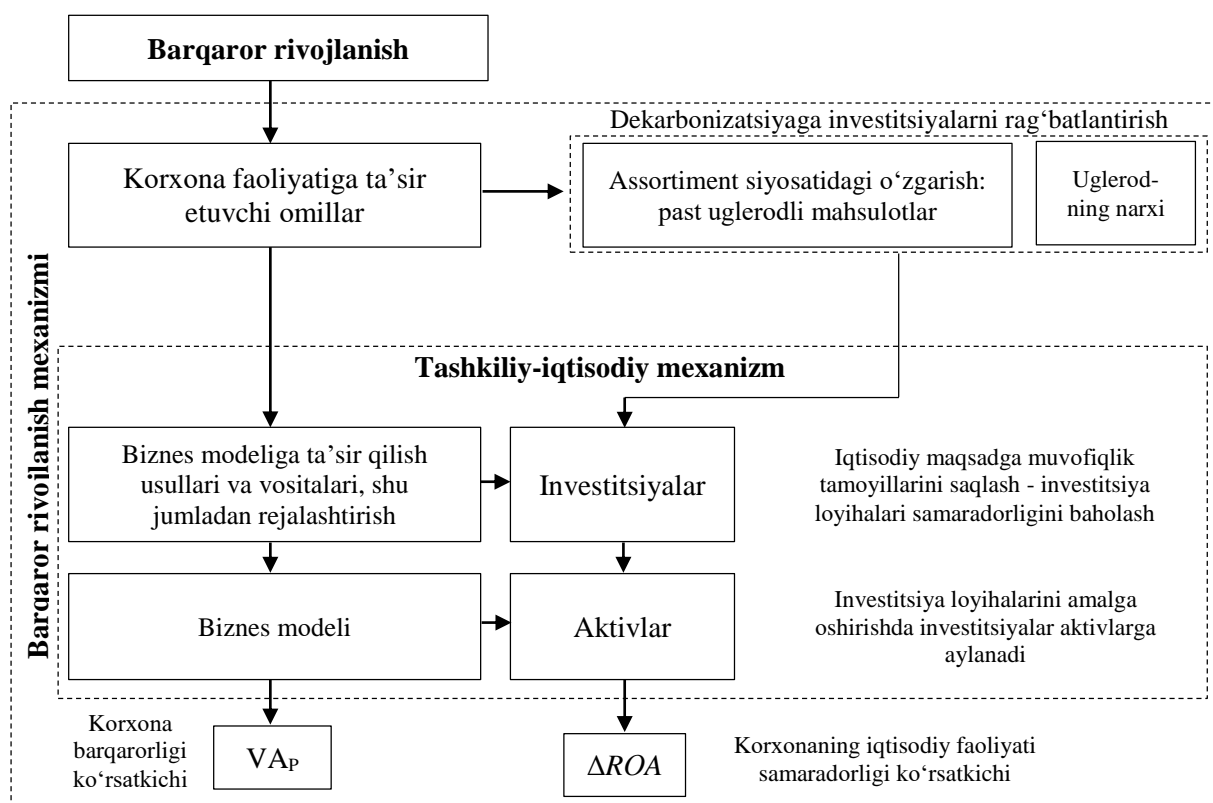 Barqaror rivojlanish
Dekarbonizatsiyaga investitsiyalarni rag‘batlantirish
Korxona faoliyatiga ta’sir
etuvchi omillar
Assortiment siyosatidagi o‘zgarish:
past uglerodli mahsulotlar
Uglerod-
ning narxi
Barqaror rivoilanish mexanizmi
Tashkiliy-iqtisodiy mexanizm
Biznes modeliga ta’sir qilish
usullari va vositalari, shu
jumladan rejalashtirish
Investitsiyalar
Iqtisodiy maqsadga muvofiqlik
tamoyillarini saqlash - investitsiya
loyihalari samaradorligini baholash
Biznes modeli
Aktivlar
Investitsiya loyihalarini amalga
oshirishda investitsiyalar aktivlarga
aylanadi
Korxona
barqarorligi
ko‘rsatkichi
VAP
ΔROA
Korxonaning iqtisodiy faoliyati
samaradorligi ko‘rsatkichi